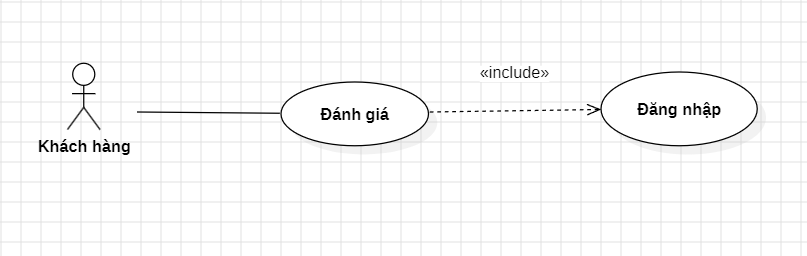 «include»
Đánh giá
Đăng nhập
Khách hàng